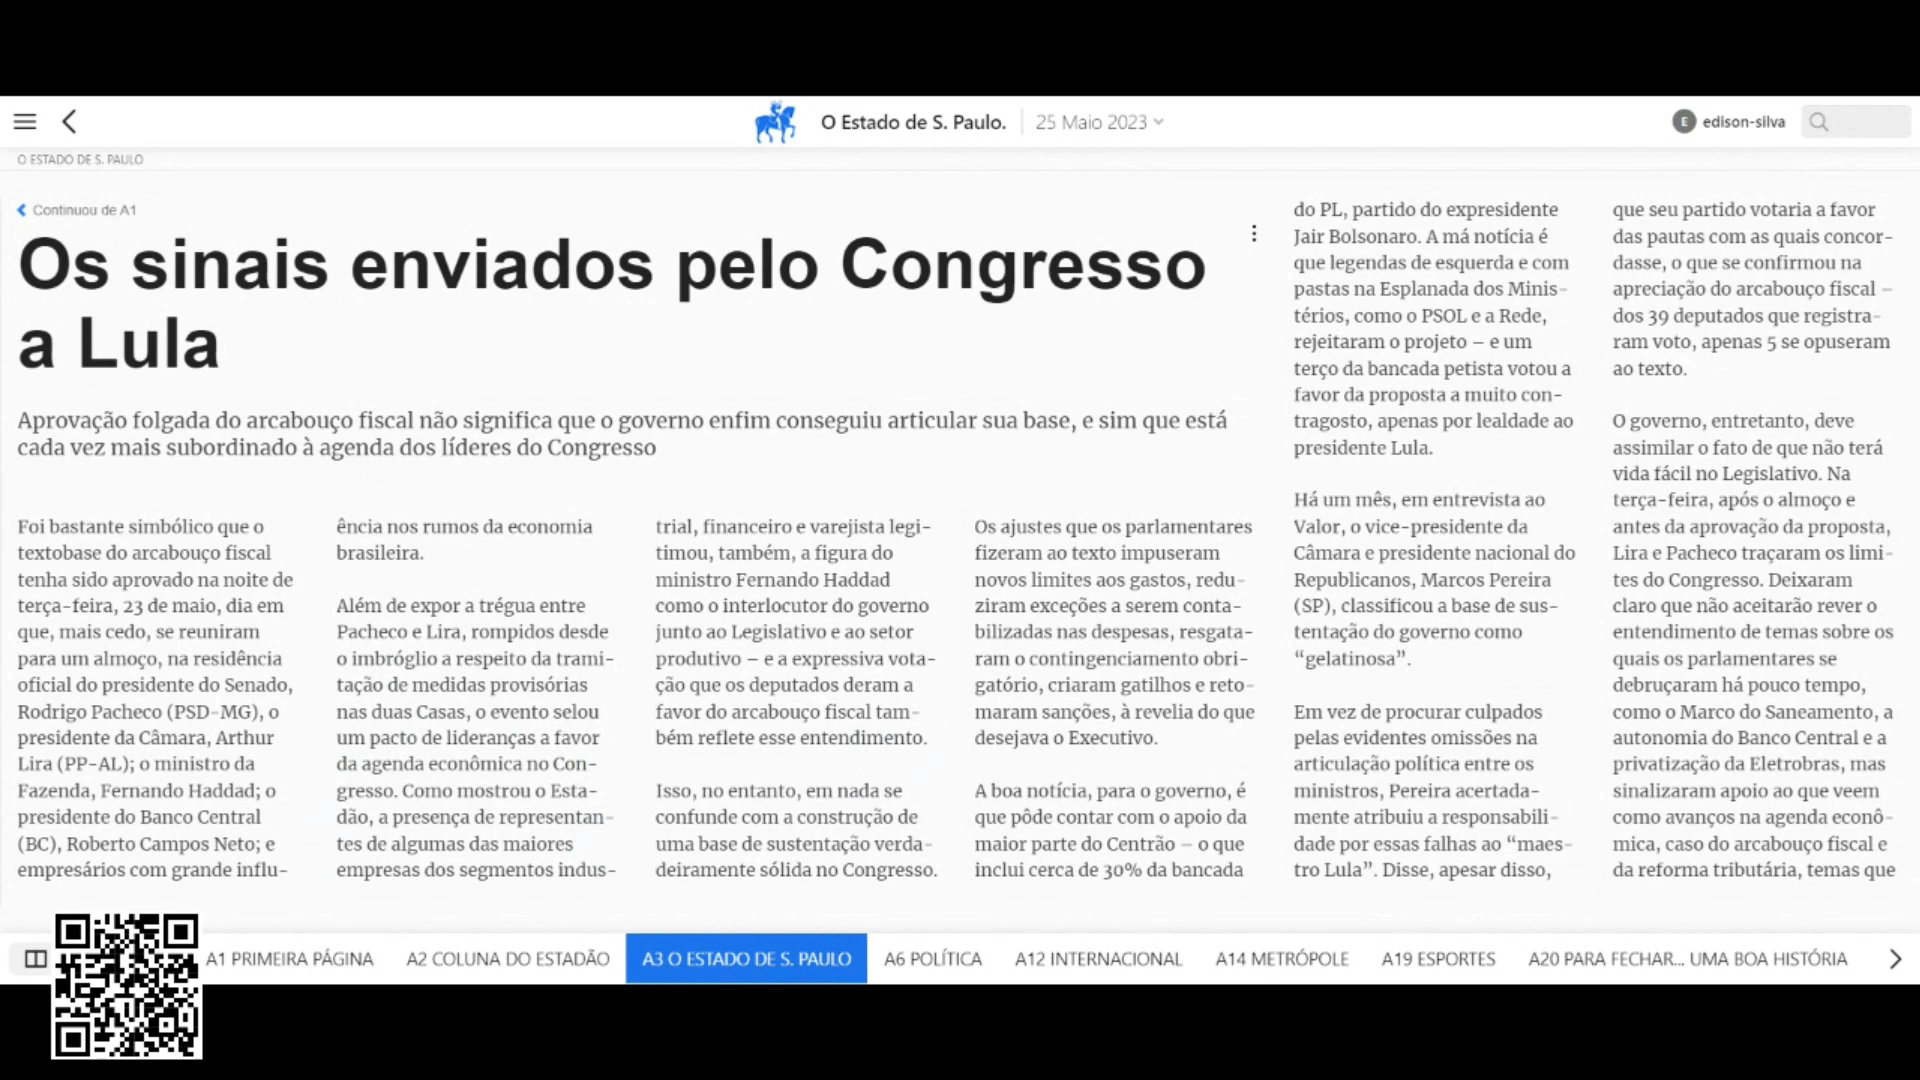 O Estado de S. Paulo.
25 Maio 2023
E
edison-silva
O ESTADO DE S. PAULO
Continuou de A1
Os sinais enviados pelo Congresso
a Lula
Aprovação folgada do arcabouço fiscal não significa que o governo enfim conseguiu articular sua base, e sim que está
cada vez mais subordinado à agenda dos líderes do Congresso
Foi bastante simbólico que o
textobase do arcabouço fiscal
tenha sido aprovado na noite de
terça-feira, 23 de maio, dia em
que, mais cedo, se reuniram
para um almoço, na residência
oficial do presidente do Senado,
Rodrigo Pacheco (PSD-MG), o
presidente da Câmara, Arthur
Lira (PP-AL); o ministro da
Fazenda, Fernando Haddad; o
presidente do Banco Central
(BC), Roberto Campos Neto; e
empresários com grande influ-
ência nos rumos da economia
brasileira.
Além de expor a trégua entre
Pacheco e Lira, rompidos desde
o imbróglio a respeito da trami-
tação de medidas provisórias
nas duas Casas, o evento selou
um pacto de lideranças a favor
da agenda econômica no Con-
gresso. Como mostrou o Esta-
dão, a presença de representan-
tes de algumas das maiores
empresas dos segmentos indus-
trial, financeiro e varejista legi-
timou, também, a figura do
ministro Fernando Haddad
como o interlocutor do governo
junto ao Legislativo e ao setor
produtivo – e a expressiva vota-
ção que os deputados deram a
favor do arcabouço fiscal tam-
bém reflete esse entendimento.
Isso, no entanto, em nada se
confunde com a construção de
uma base de sustentação verda-
deiramente sólida no Congresso.
Os ajustes que os parlamentares
fizeram ao texto impuseram
novos limites aos gastos, redu-
ziram exceções a serem conta-
bilizadas nas despesas, resgata-
ram o contingenciamento obri-
gatório, criaram gatilhos e reto-
maram sanções, à revelia do que
desejava o Executivo.
A boa notícia, para o governo, é
que pôde contar com o apoio da
maior parte do Centrão – o que
inclui cerca de 30% da bancada
do PL, partido do expresidente
Jair Bolsonaro. A má notícia é
que legendas de esquerda e com
pastas na Esplanada dos Minis-
térios, como o PSOL e a Rede,
rejeitaram o projeto – e um
terço da bancada petista votou a
favor da proposta a muito con-
tragosto, apenas por lealdade ao
presidente Lula.
Há um mês, em entrevista ao
Valor, o vice-presidente da
Câmara e presidente nacional do
Republicanos, Marcos Pereira
(SP), classificou a base de sus-
tentação do governo como
“gelatinosa”.
Em vez de procurar culpados
pelas evidentes omissões na
articulação política entre os
ministros, Pereira acertada-
mente atribuiu a responsabili-
dade por essas falhas ao “maes-
tro Lula”. Disse, apesar disso,
que seu partido votaria a favor
das pautas com as quais concor-
dasse, o que se confirmou na
apreciação do arcabouço fiscal –
dos 39 deputados que registra-
ram voto, apenas 5 se opuseram
ao texto.
O governo, entretanto, deve
assimilar o fato de que não terá
vida fácil no Legislativo. Na
terça-feira, após o almoço e
antes da aprovação da proposta,
Lira e Pacheco traçaram os limi-
tes do Congresso. Deixaram
claro que não aceitarão rever o
entendimento de temas sobre os
quais os parlamentares se
debruçaram há pouco tempo,
como o Marco do Saneamento, a
autonomia do Banco Central e a
privatização da Eletrobras, mas
sinalizaram apoio ao que veem
como avanços na agenda econô-
mica, caso do arcabouço fiscal e
da reforma tributária, temas que
A1 PRIMEIRA PÁGINA
A2 COLUNA DO ESTADÃO
A3 O ESTADO DE S. PAULO
A6 POLÍTICA
A12 INTERNACIONAL
A14 METRÓPOLE
A19 ESPORTES
A20 PARA FECHAR... UMA BOA HISTÓRIA